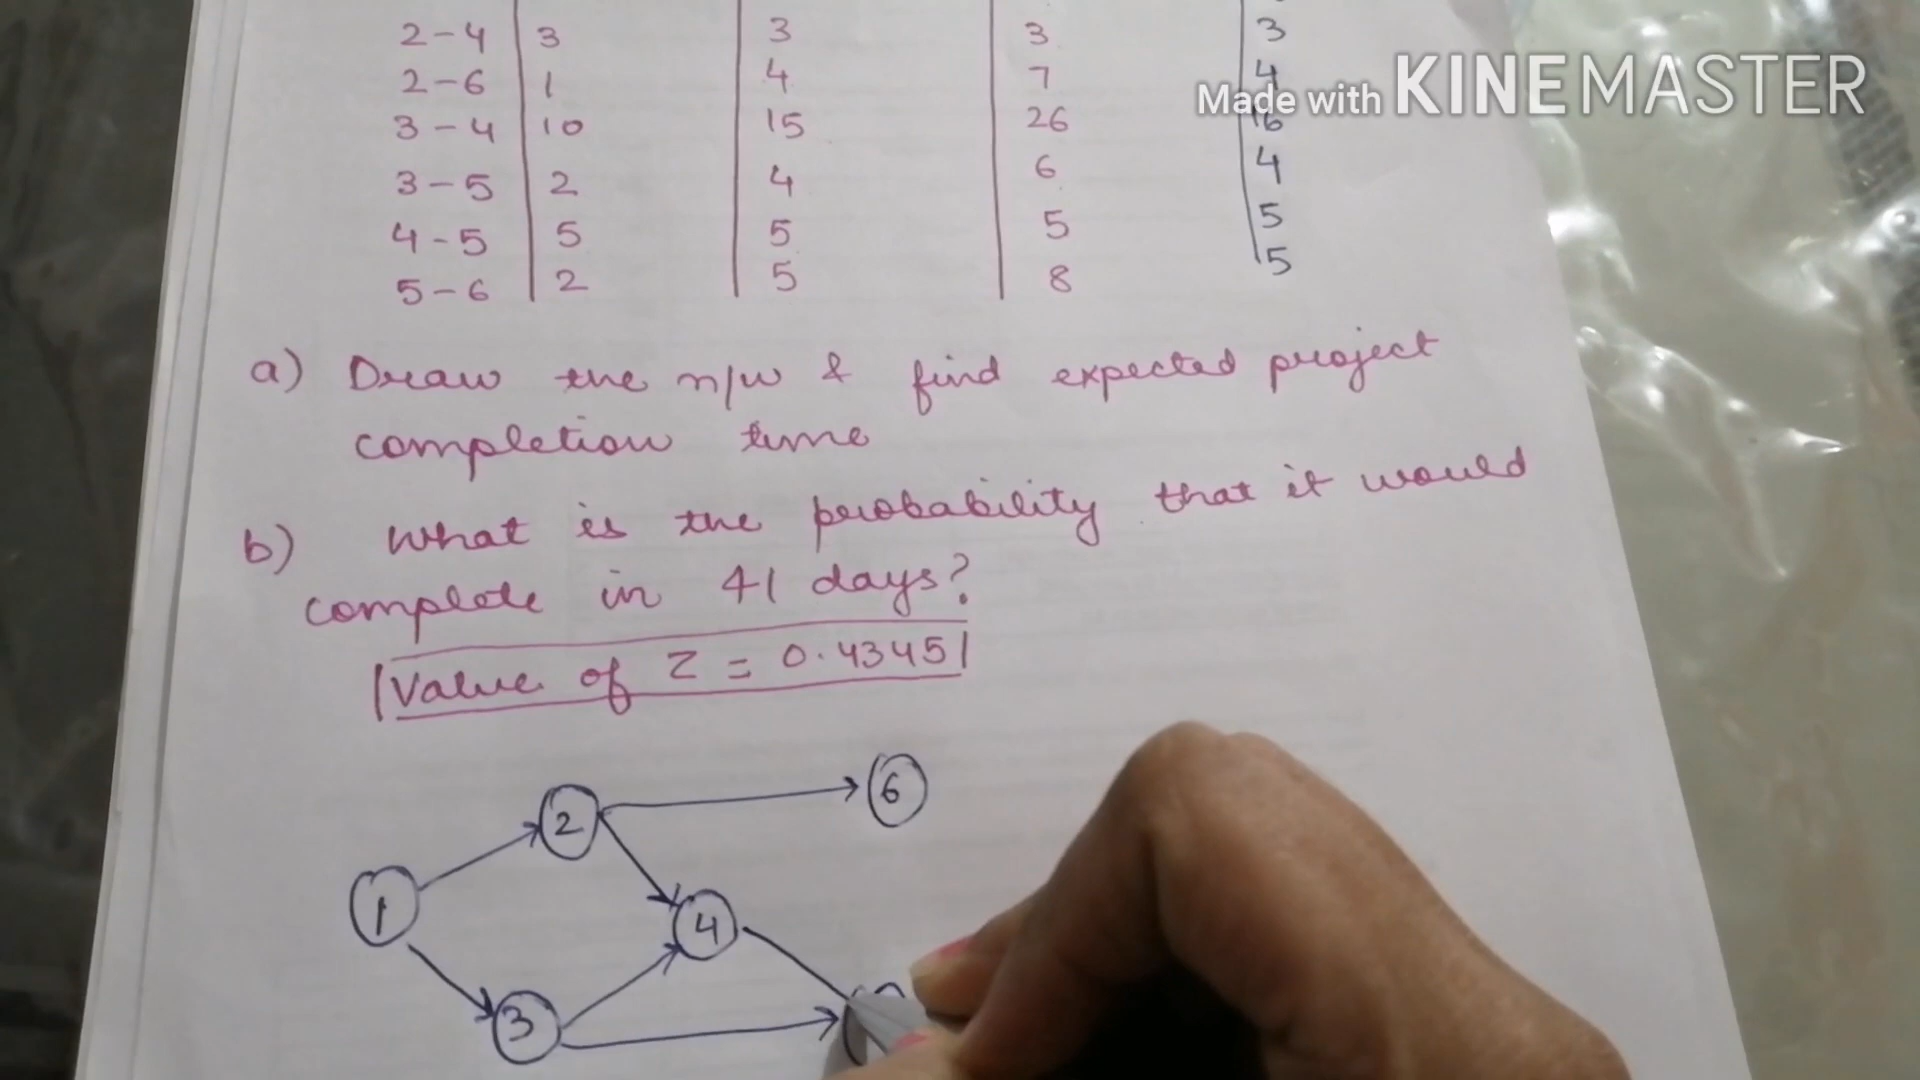 2-4 3 3 3 3
2-6 1 4 7 4
Made with KINEMASTER
3-4 10 15 26 16
3-5 2 4 6 4
4-5 5 5 5 5
5-6 2 5 8 5
a) Draw the n/w & find expected project
completion time
b) What is the probability that it would
complete in 41 days?
Value of Z = 0.4345
6
2
1
4
3